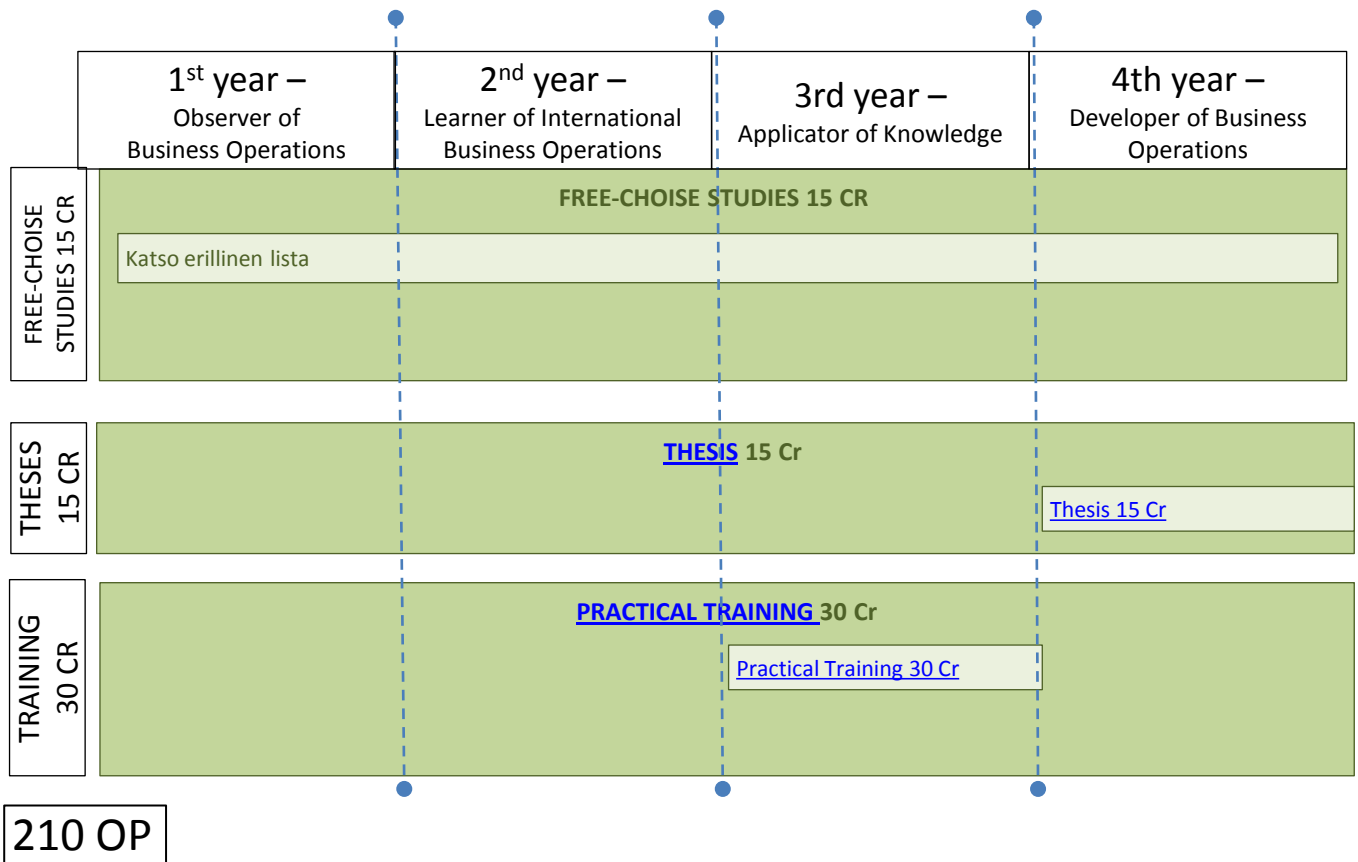 1st year –
Observer of
Business Operations
2nd year –
Learner of International
Business Operations
3rd year –
Applicator of Knowledge
4th year –
Developer of Business
Operations
FREE-CHOISE
STUDIES 15 CR
FREE-CHOISE STUDIES 15 CR
Katso erillinen lista
THESES
15 CR
THESIS 15 Cr
Thesis 15 Cr
TRAINING
30 CR
PRACTICAL TRAINING 30 Cr
Practical Training 30 Cr
210 OP